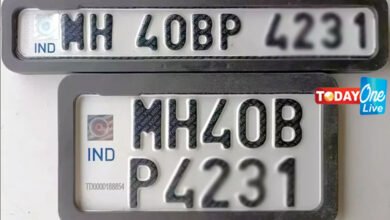 IND MH 40BP 4231
TODAY One
Live
MH40B
IND P4231